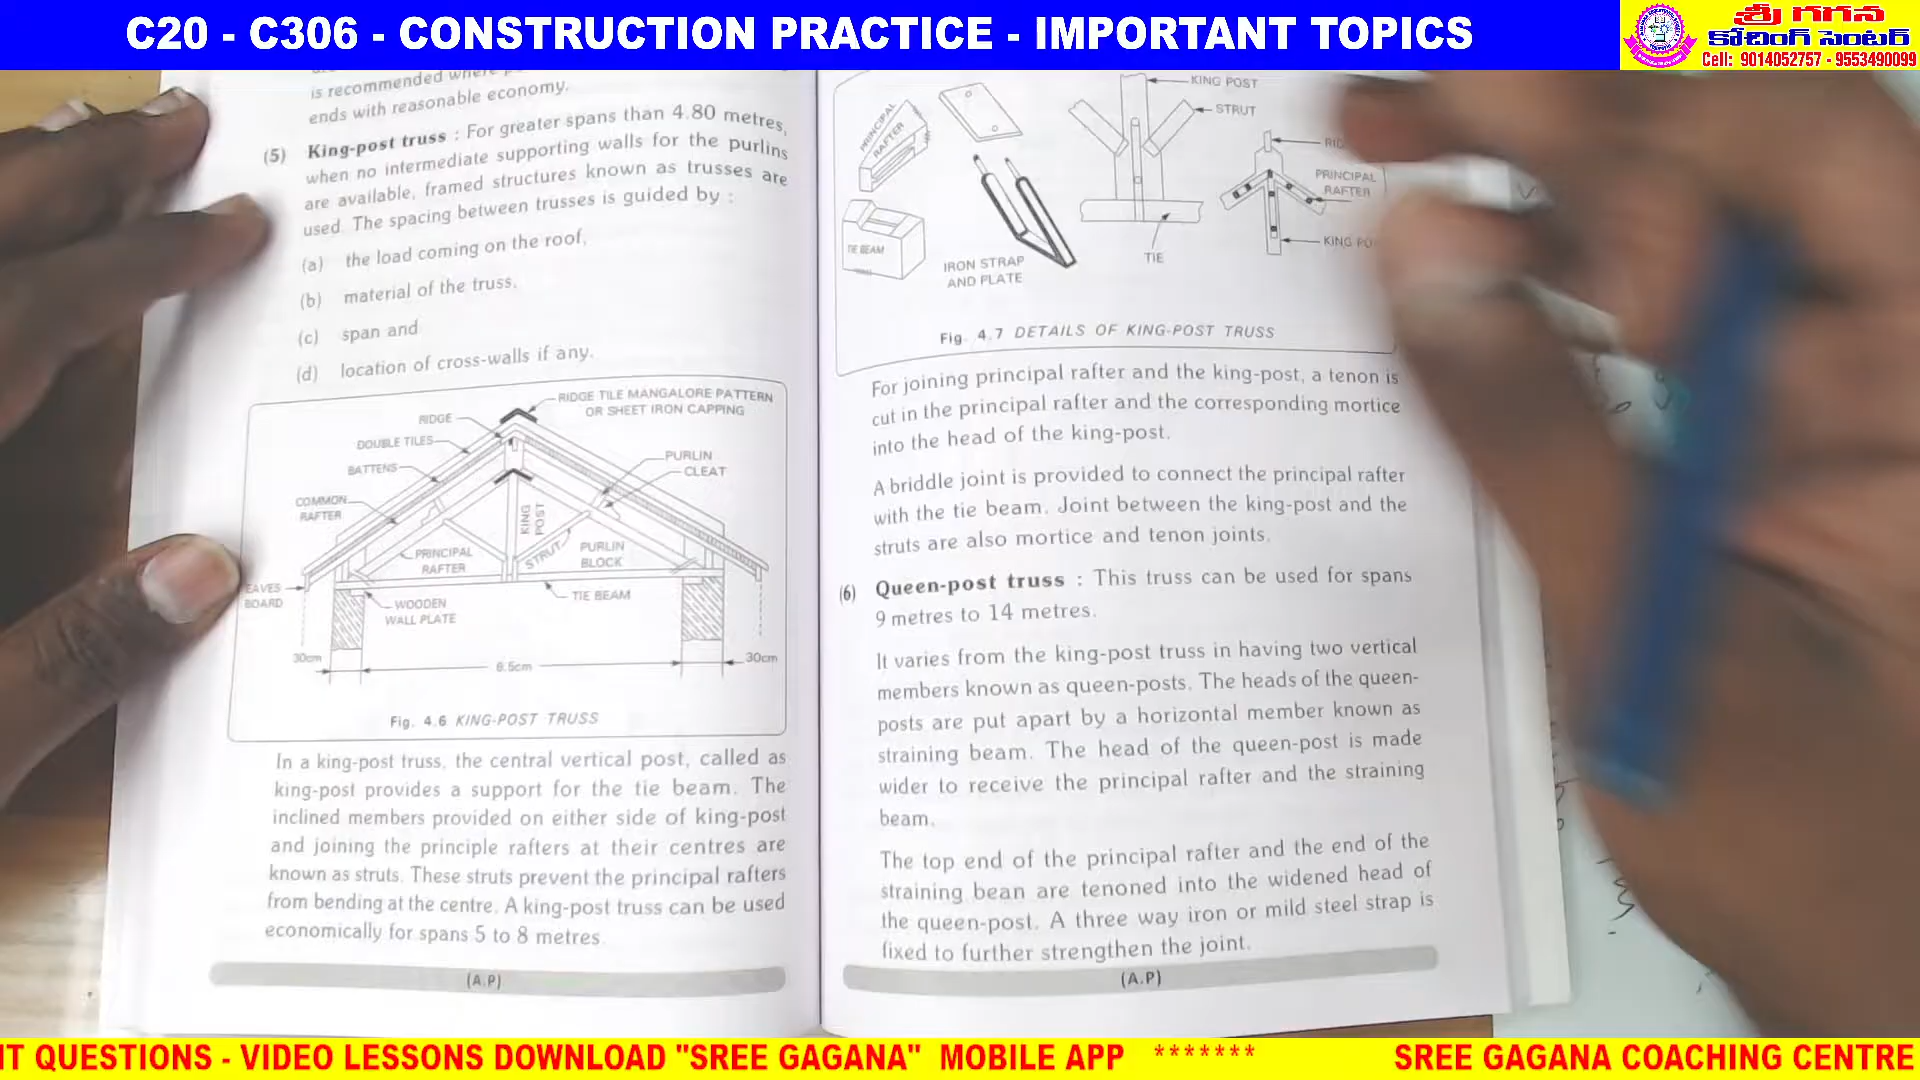 C20 - C306 - CONSTRUCTION PRACTICE - IMPORTANT TOPICS
శ్రీ గగన
కోచింగ్ సెంటర్
Cell: 9014052757 - 9553490099
is recommended where
ends with reasonable economy.
(5) King-post truss : For greater spans than 4.80 metres,
when no intermediate supporting walls for the purlins
are available, framed structures known as trusses are
used. The spacing between trusses is guided by :
(a) the load coming on the roof,
(b) material of the truss,
(c) span and
(d) location of cross-walls if any.
RIDGE TILE MANGALORE PATTERN
OR SHEET IRON CAPPING
RIDGE
DOUBLE TILES
BATTENS
COMMON
RAFTER
PURLIN
CLEAT
KING
POST
STRUT
PRINCIPAL
RAFTER
PURLIN
BLOCK
EAVES
BOARD
WOODEN
WALL PLATE
TIE BEAM
30cm
6.5cm
30cm
Fig. 4.6 KING-POST TRUSS
In a king-post truss, the central vertical post, called as
king-post provides a support for the tie beam. The
inclined members provided on either side of king-post
and joining the principle rafters at their centres are
known as struts. These struts prevent the principal rafters
from bending at the centre. A king-post truss can be used
economically for spans 5 to 8 metres.
(A.P)
PRINCIPAL
RAFTER
TIE BEAM
IRON STRAP
AND PLATE
KING POST
STRUT
TIE
PRINCIPAL
RAFTER
KING PO
Fig. 4.7 DETAILS OF KING-POST TRUSS
For joining principal rafter and the king-post, a tenon is
cut in the principal rafter and the corresponding mortice
into the head of the king-post.
A briddle joint is provided to connect the principal rafter
with the tie beam. Joint between the king-post and the
struts are also mortice and tenon joints.
(6) Queen-post truss : This truss can be used for spans
9 metres to 14 metres.
It varies from the king-post truss in having two vertical
members known as queen-posts. The heads of the queen-
posts are put apart by a horizontal member known as
straining beam. The head of the queen-post is made
wider to receive the principal rafter and the straining
beam.
The top end of the principal rafter and the end of the
straining bean are tenoned into the widened head of
the queen-post. A three way iron or mild steel strap is
fixed to further strengthen the joint.
(A.P)
IT QUESTIONS - VIDEO LESSONS DOWNLOAD "SREE GAGANA" MOBILE APP ******* SREE GAGANA COACHING CENTRE